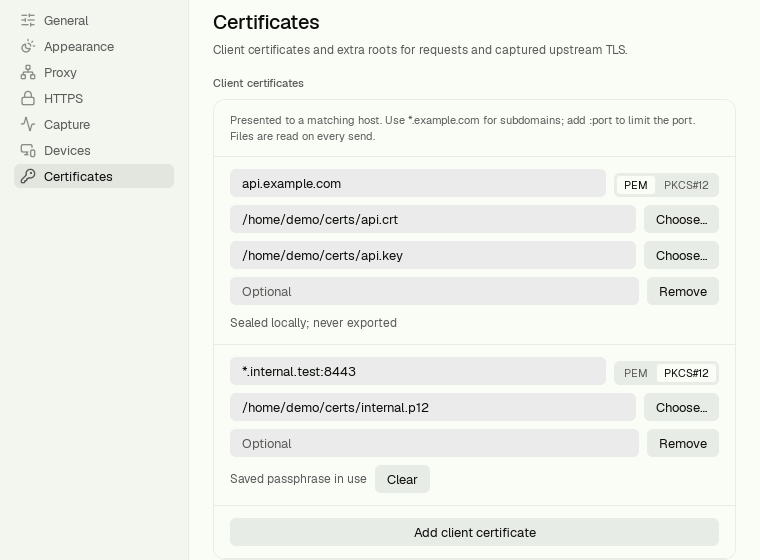 General
Appearance
Proxy
HTTPS
Capture
Devices
Certificates
Certificates
Client certificates and extra roots for requests and captured upstream TLS.
Client certificates
Presented to a matching host. Use *.example.com for subdomains; add :port to limit the port.
Files are read on every send.
api.example.com PEM PKCS#12
/home/demo/certs/api.crt Choose...
/home/demo/certs/api.key Choose...
Optional Remove
Sealed locally; never exported
*.internal.test:8443 PEM PKCS#12
/home/demo/certs/internal.p12 Choose...
Optional Remove
Saved passphrase in use Clear
Add client certificate